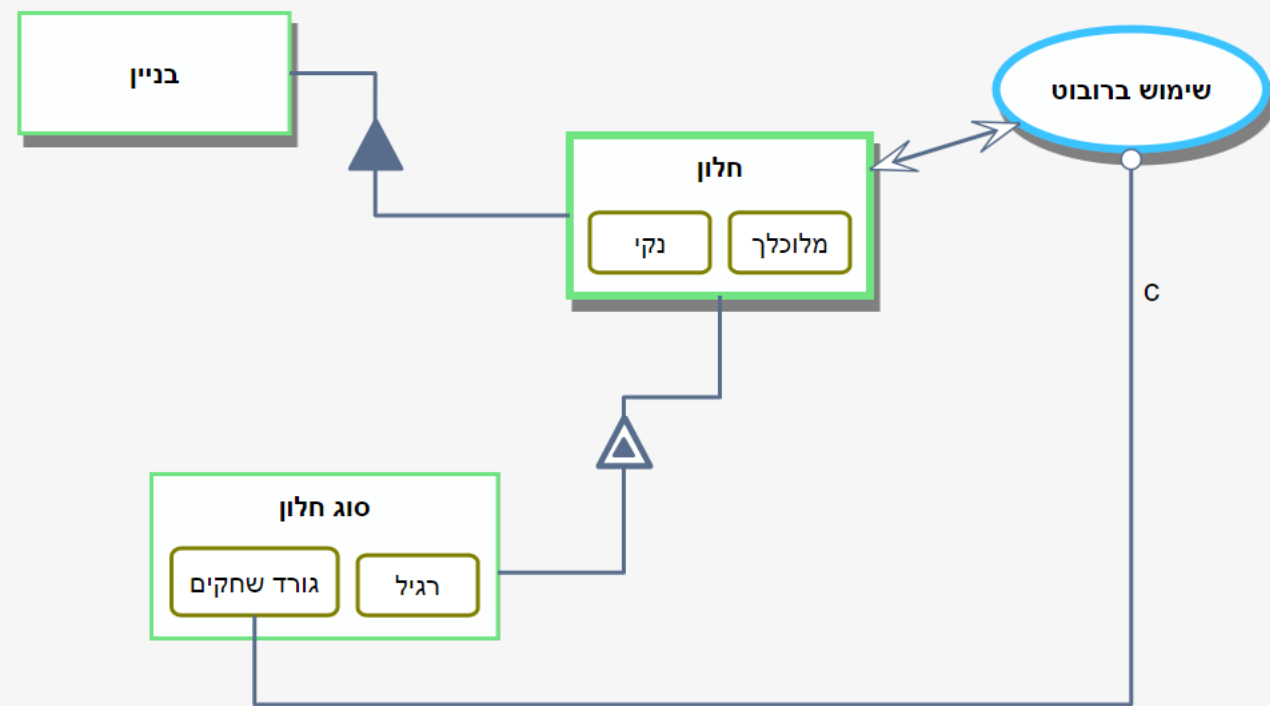 בניין
שימוש ברובוט
חלון
מלוכלך
נקי
C
סוג חלון
רגיל
גורד שחקים